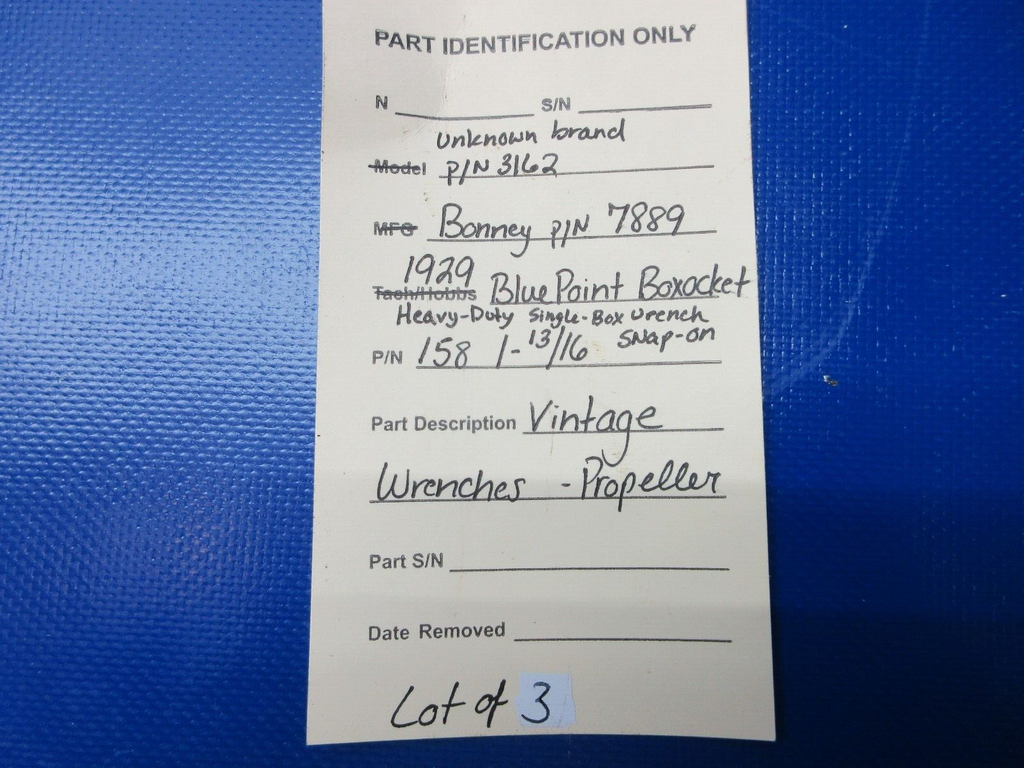 PART IDENTIFICATION ONLY
N S/N
Unknown brand
Model P/N 3162
MFG Bonney P/N 7889
1929
Tach/Hobbs Blue Point Boxocket
Heavy-Duty Single-Box Wrench
P/N 158 1-13/16 Snap-on
Part Description Vintage
Wrenches - Propeller
Part S/N
Date Removed
Lot of 3